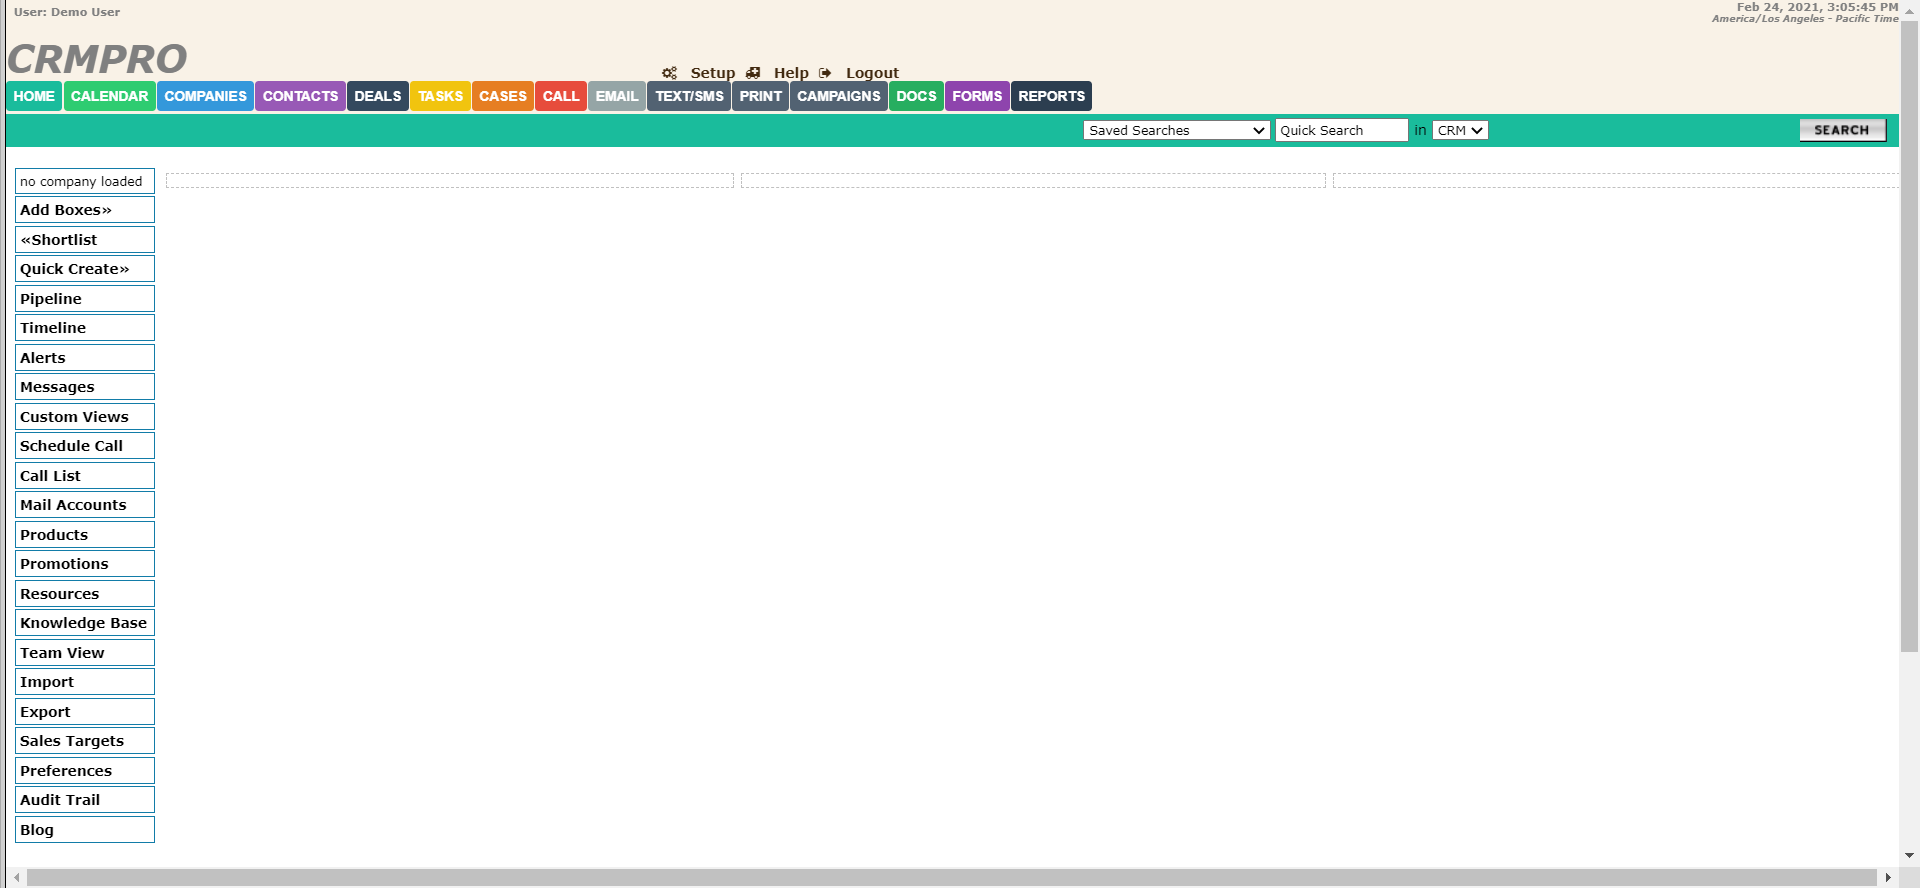 User: Demo User
Feb 24, 2021, 3:05:45 PM
America/Los Angeles - Pacific Time
CRMPRO
Setup Help Logout
HOME CALENDAR COMPANIES CONTACTS DEALS TASKS CASES CALL EMAIL TEXT/SMS PRINT CAMPAIGNS DOCS FORMS REPORTS
Saved Searches Quick Search in CRM SEARCH
no company loaded
Add Boxes»
«Shortlist
Quick Create»
Pipeline
Timeline
Alerts
Messages
Custom Views
Schedule Call
Call List
Mail Accounts
Products
Promotions
Resources
Knowledge Base
Team View
Import
Export
Sales Targets
Preferences
Audit Trail
Blog